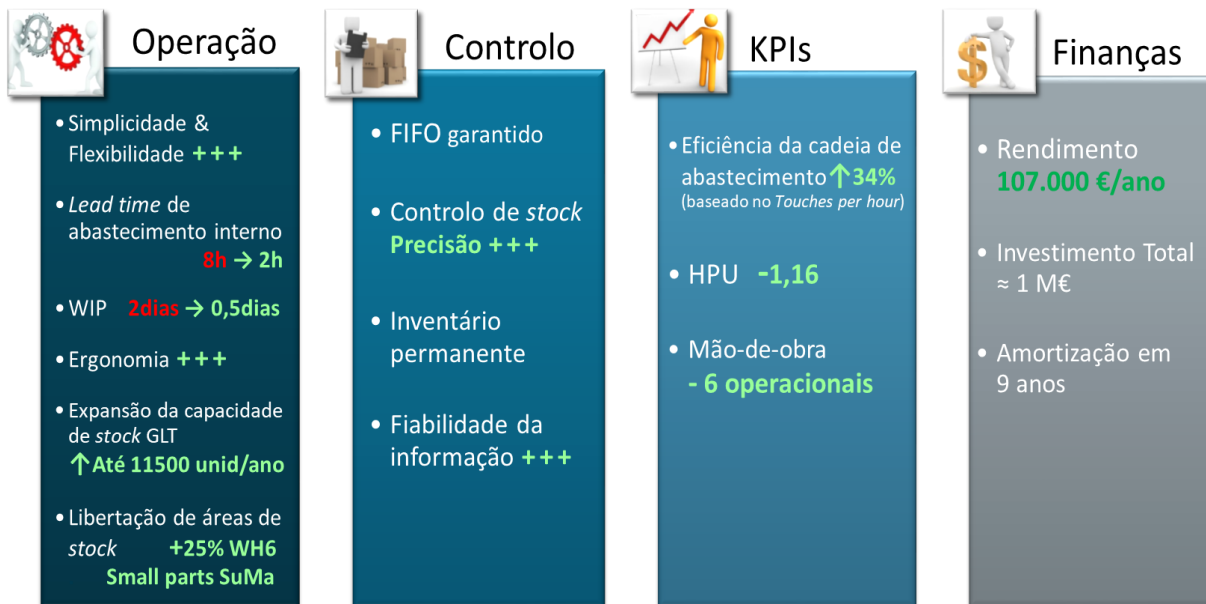 Operação
• Simplicidade &
Flexibilidade +++
• Lead time de
abastecimento interno
8h → 2h
• WIP 2dias → 0,5dias
• Ergonomia +++
• Expansão da capacidade
de stock GLT
↑Até 11500 unid/ano
• Libertação de áreas de
stock +25% WH6
Small parts SuMa
Controlo
• FIFO garantido
• Controlo de stock
Precisão +++
• Inventário
permanente
• Fiabilidade da
informação +++
KPIs
• Eficiência da cadeia de
abastecimento ↑34%
(baseado no Touches per hour)
• HPU -1,16
• Mão-de-obra
- 6 operacionais
Finanças
• Rendimento
107.000 €/ano
• Investimento Total
≈ 1 M€
• Amortização em
9 anos